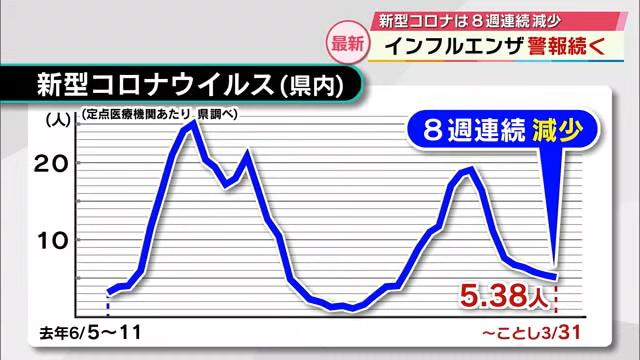 新型コロナは8週連続減少
最新
インフルエンザ 警報続く
新型コロナウイルス(県内)
(人)
(定点医療機関あたり 県調べ)
8週連続 減少
20
10
5.38人
去年6/5〜11
〜ことし3/31